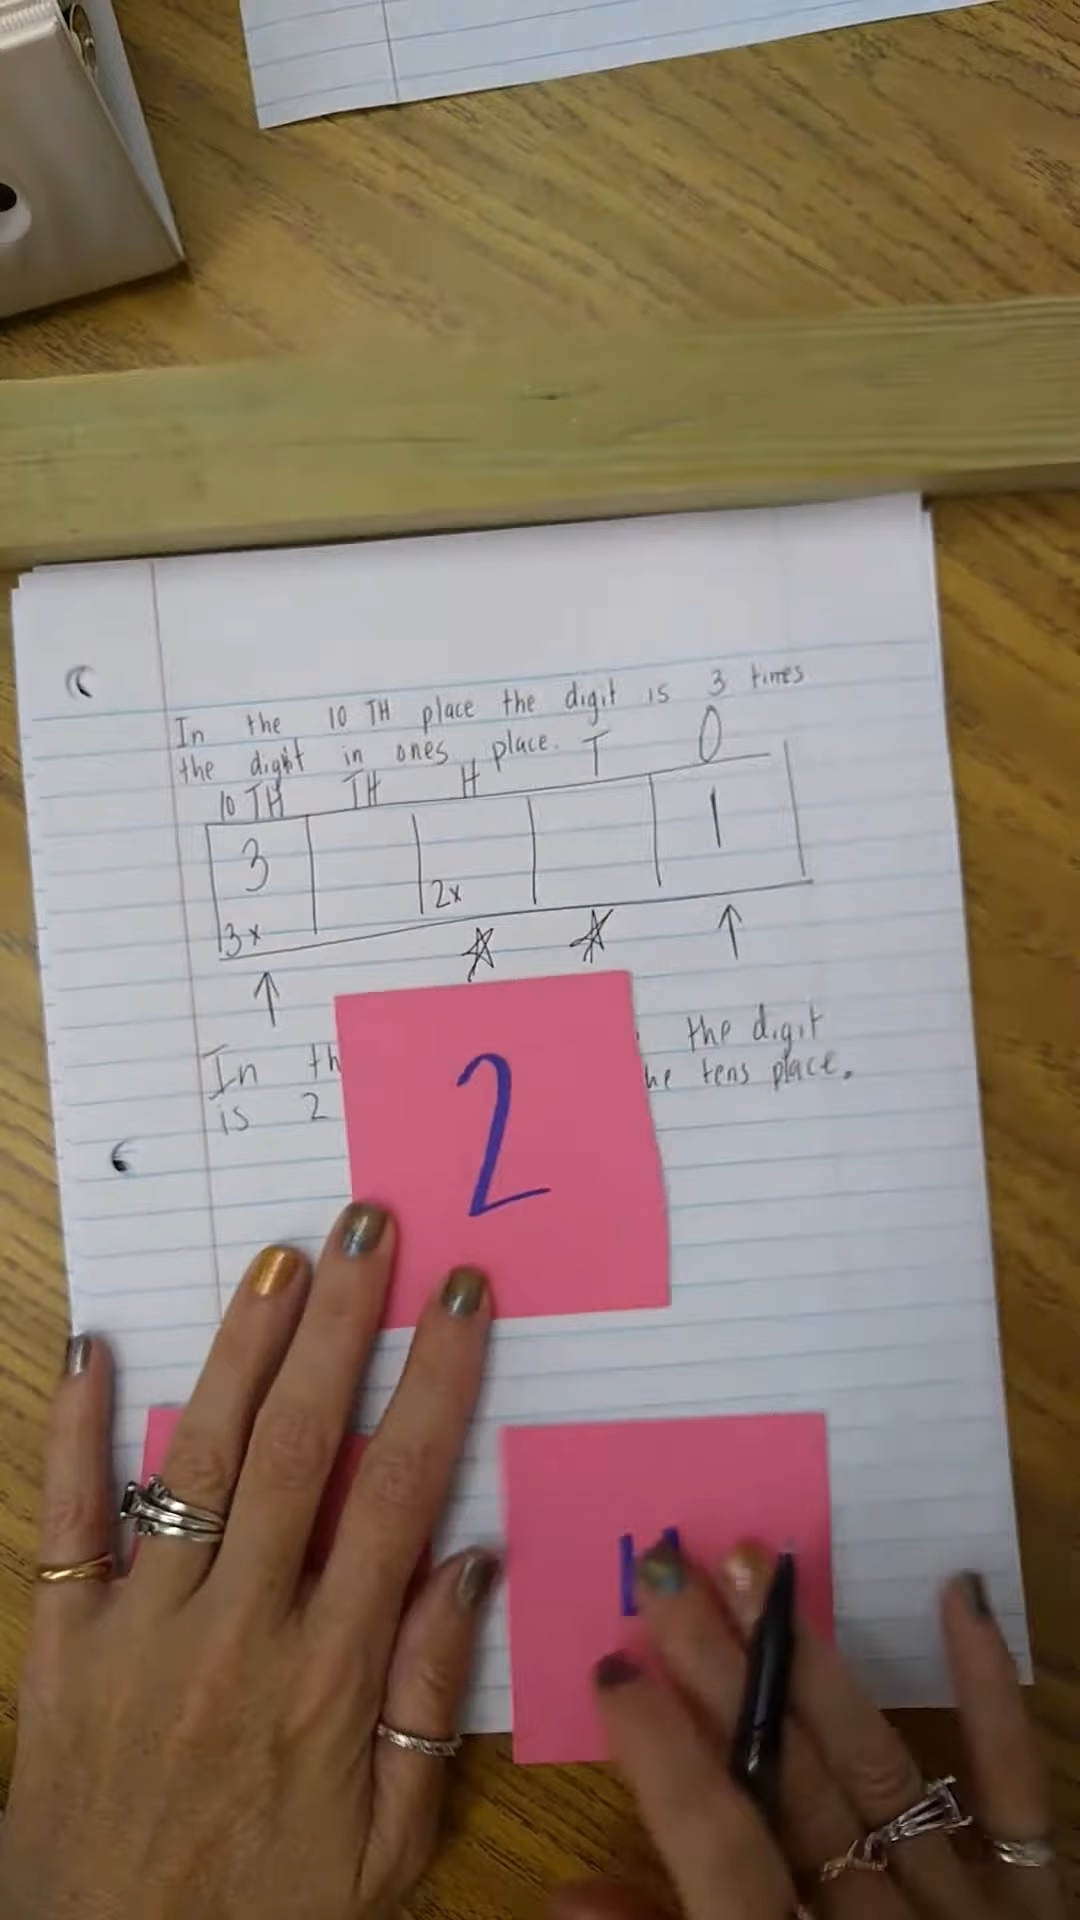 In the 10 TH place the digit is 3 times
the digit in ones place.
10 TH TH H T O
3 1
3x 2x
In th the digit
is 2 he tens place.
2